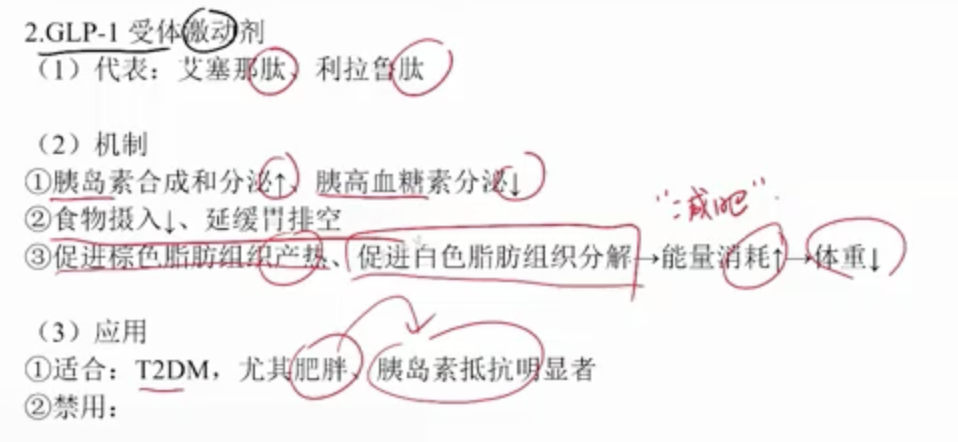 2.GLP-1 受体激动剂
（1）代表：艾塞那肽、利拉鲁肽
（2）机制
①胰岛素合成和分泌↑、胰高血糖素分泌↓
"减肥"
②食物摄入↓、延缓胃排空
③促进棕色脂肪组织产热、促进白色脂肪组织分解→能量消耗↑→体重↓
（3）应用
①适合：T2DM，尤其肥胖、胰岛素抵抗明显者
②禁用：